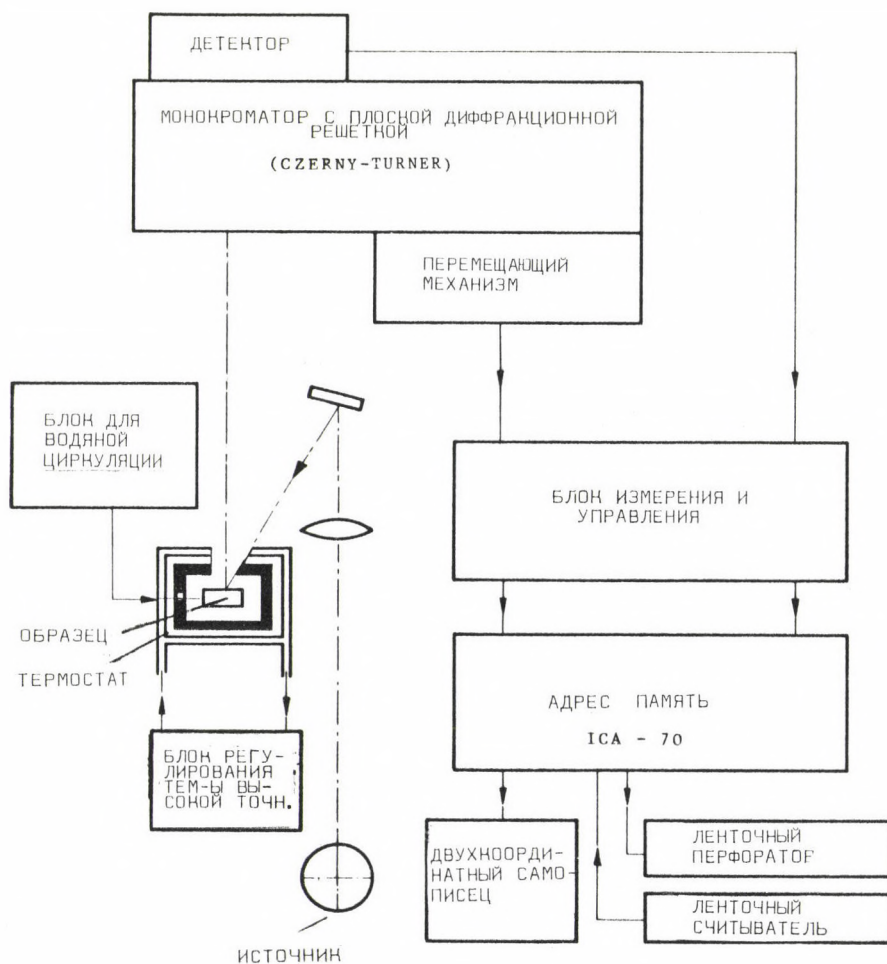 ДЕТЕКТОР
МОНОКРОМАТОР С ПЛОСКОЙ ДИФФРАКЦИОННОЙ
РЕШЕТКОЙ
(CZERNY-TURNER)
ПЕРЕМЕЩАЮЩИЙ
МЕХАНИЗМ
БЛОК ДЛЯ
ВОДЯНОЙ
ЦИРКУЛЯЦИИ
БЛОК ИЗМЕРЕНИЯ И
УПРАВЛЕНИЯ
ОБРАЗЕЦ
ТЕРМОСТАТ
АДРЕС ПАМЯТЬ
ICA - 70
БЛОК РЕГУ-
ЛИРОВАНИЯ
ТЕМ-Ы ВЫ-
СОКОЙ ТОЧН.
ДВУХКООРДИ-
НАТНЫЙ САМО-
ПИСЕЦ
ЛЕНТОЧНЫЙ
ПЕРФОРАТОР
ЛЕНТОЧНЫЙ
СЧИТЫВАТЕЛЬ
ИСТОЧНИК